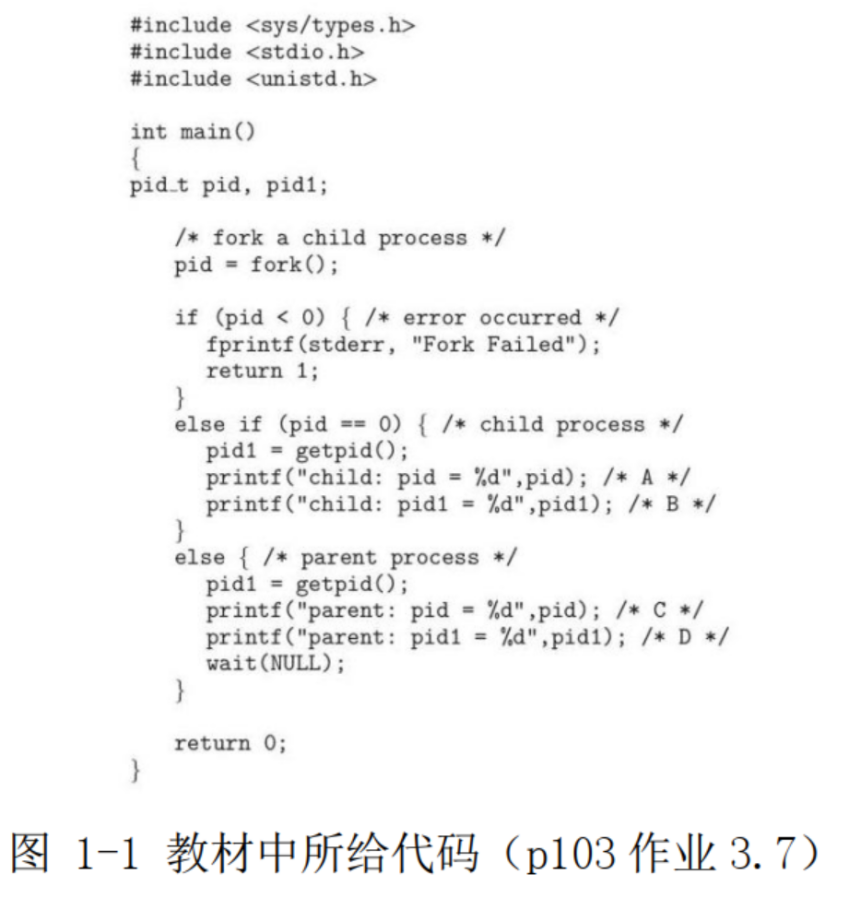 #include <sys/types.h>
#include <stdio.h>
#include <unistd.h>
int main()
{
pid_t pid, pid1;
/* fork a child process */
pid = fork();
if (pid < 0) { /* error occurred */
fprintf(stderr, "Fork Failed");
return 1;
}
else if (pid == 0) { /* child process */
pid1 = getpid();
printf("child: pid = %d",pid); /* A */
printf("child: pid1 = %d",pid1); /* B */
}
else { /* parent process */
pid1 = getpid();
printf("parent: pid = %d",pid); /* C */
printf("parent: pid1 = %d",pid1); /* D */
wait(NULL);
}
return 0;
}
图 1-1 教材中所给代码（p103 作业 3.7）